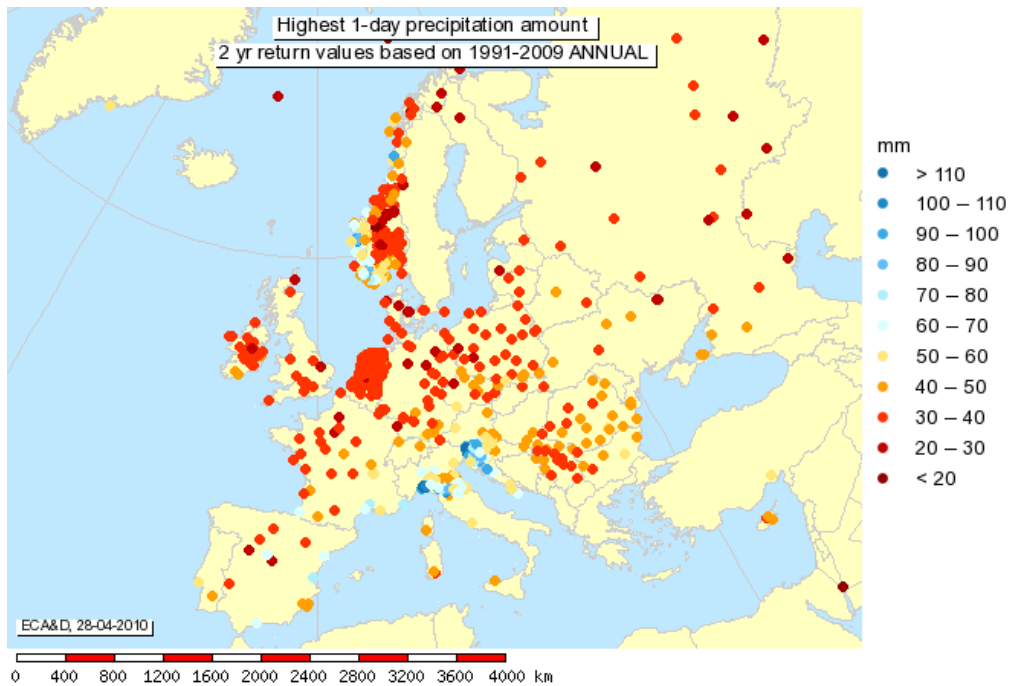 Highest 1-day precipitation amount
2 yr return values based on 1991-2009 ANNUAL
mm
> 110
100 – 110
90 – 100
80 – 90
70 – 80
60 – 70
50 – 60
40 – 50
30 – 40
20 – 30
< 20
ECA&D, 28-04-2010
0 400 800 1200 1600 2000 2400 2800 3200 3600 4000 km